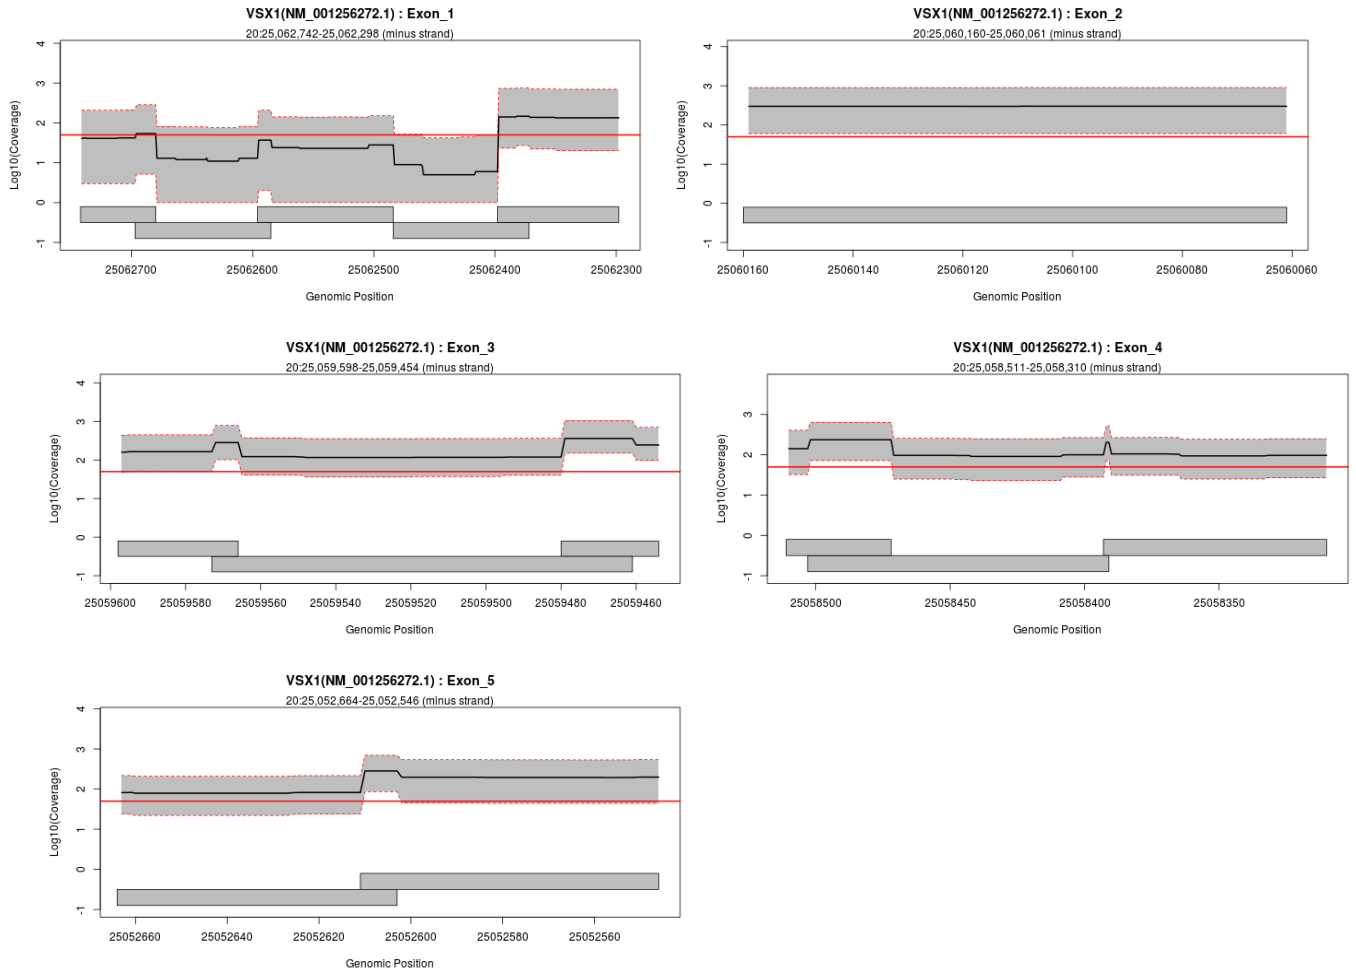 VSX1(NM_001256272.1) : Exon_1
20:25,062,742-25,062,298 (minus strand)
Log10(Coverage)
4
3
2
1
0
-1
25062700 25062600 25062500 25062400 25062300
Genomic Position
VSX1(NM_001256272.1) : Exon_2
20:25,060,160-25,060,061 (minus strand)
Log10(Coverage)
4
3
2
1
0
-1
25060160 25060140 25060120 25060100 25060080 25060060
Genomic Position
VSX1(NM_001256272.1) : Exon_3
20:25,059,598-25,059,454 (minus strand)
Log10(Coverage)
4
3
2
1
0
-1
25059600 25059580 25059560 25059540 25059520 25059500 25059480 25059460
Genomic Position
VSX1(NM_001256272.1) : Exon_4
20:25,058,511-25,058,310 (minus strand)
Log10(Coverage)
3
2
1
0
-1
25058500 25058450 25058400 25058350
Genomic Position
VSX1(NM_001256272.1) : Exon_5
20:25,052,664-25,052,546 (minus strand)
Log10(Coverage)
4
3
2
1
0
-1
25052660 25052640 25052620 25052600 25052580 25052560
Genomic Position